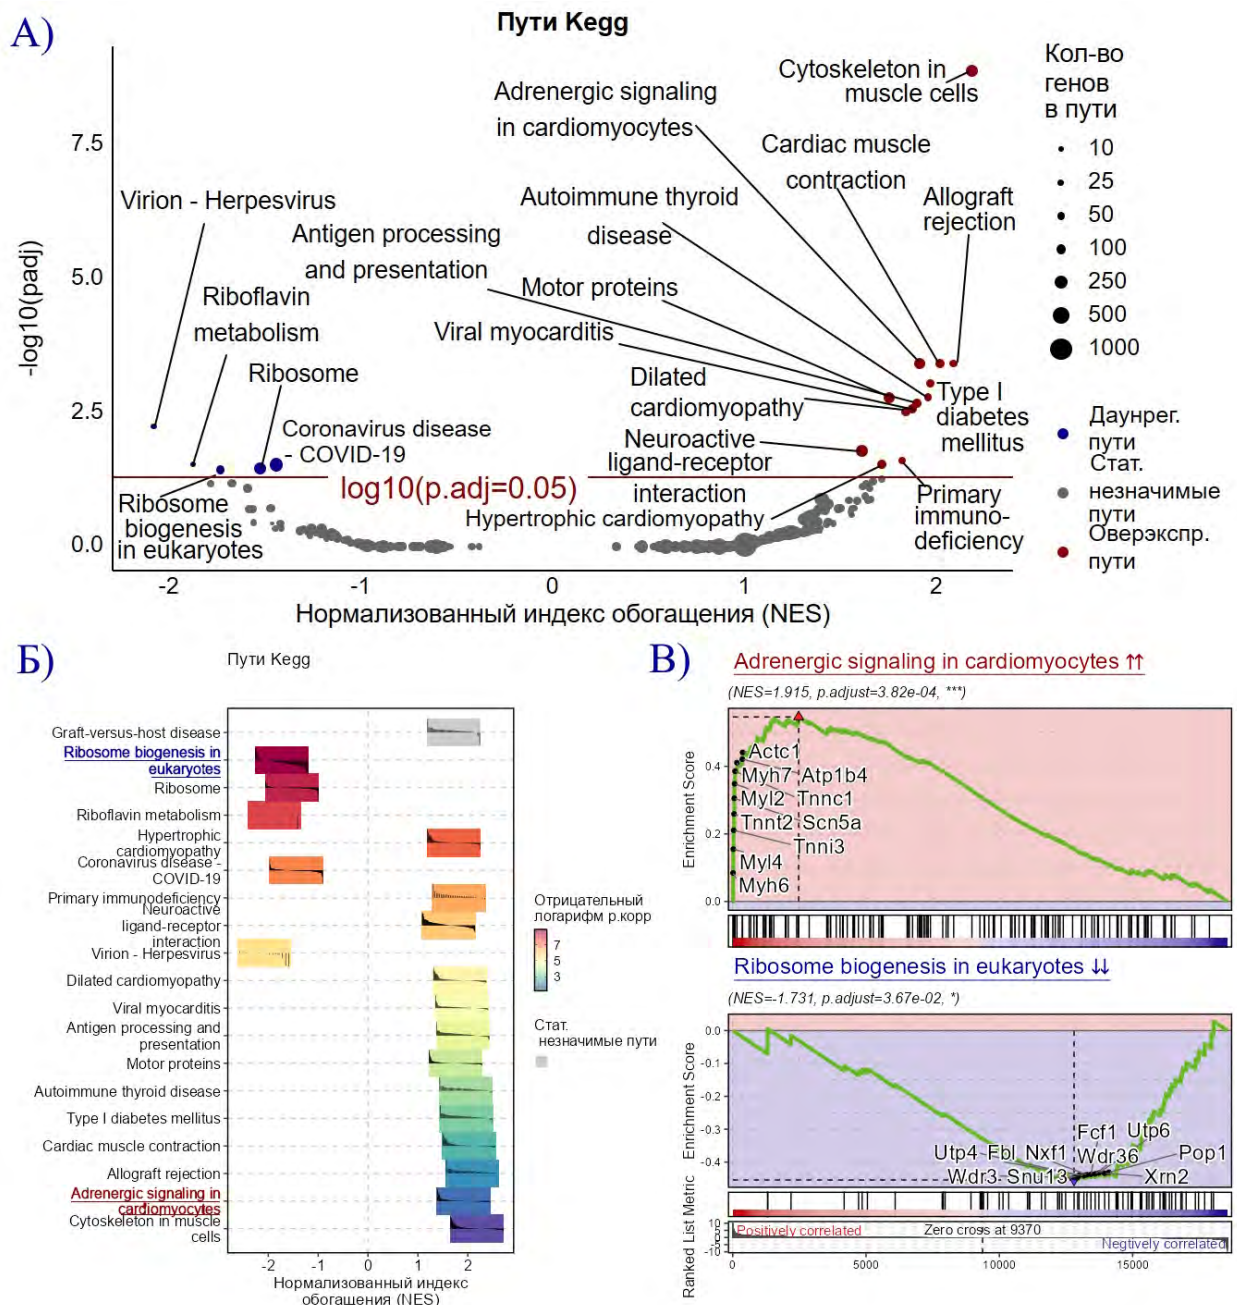 А)
Пути Kegg
Cytoskeleton in
muscle cells
Adrenergic signaling
in cardiomyocytes
Cardiac muscle
contraction
Autoimmune thyroid
disease
Allograft
rejection
Virion - Herpesvirus
Antigen processing
and presentation
Motor proteins
Riboflavin
metabolism
Viral myocarditis
Ribosome
Dilated
cardiomyopathy
Type I
diabetes
mellitus
Coronavirus disease
- COVID-19
Neuroactive
ligand-receptor
interaction
log10(p.adj=0.05)
Ribosome
biogenesis
in eukaryotes
Hypertrophic cardiomyopathy
Primary
immuno-
deficiency
-log10(padj)
7.5
5.0
2.5
0.0
-2
-1
0
1
2
Нормализованный индекс обогащения (NES)
Кол-во
генов
в пути
10
25
50
100
250
500
1000
Даунрег.
пути
Стат.
незначимые
пути
Оверэкспр.
пути
Б)
Пути Kegg
Graft-versus-host disease
Ribosome biogenesis in
eukaryotes
Ribosome
Riboflavin metabolism
Hypertrophic
cardiomyopathy
Coronavirus disease -
COVID-19
Primary immunodeficiency
Neuroactive
ligand-receptor
interaction
Virion - Herpesvirus
Dilated cardiomyopathy
Viral myocarditis
Antigen processing and
presentation
Motor proteins
Autoimmune thyroid disease
Type I diabetes mellitus
Cardiac muscle contraction
Allograft rejection
Adrenergic signaling in
cardiomyocytes
Cytoskeleton in muscle
cells
-2
-1
0
1
2
Нормализованный индекс
обогащения (NES)
Отрицательный
логарифм p.корр
7
5
3
Стат.
незначимые пути
В)
Adrenergic signaling in cardiomyocytes ⇈
(NES=1.915, p.adjust=3.82e-04, ***)
Enrichment Score
0.4
0.2
0.0
Actc1
Myh7 Atp1b4
Myl2 Tnnc1
Tnnt2 Scn5a
Tnni3
Myl4
Myh6
Ribosome biogenesis in eukaryotes ⇊
(NES=-1.731, p.adjust=3.67e-02, *)
Enrichment Score
0.0
-0.1
-0.2
-0.3
-0.4
Fcf1 Utp6
Utp4 Fbl Nxf1 Wdr36 Pop1
Wdr3 Snu13 Xrn2
Ranked List Metric
10
5
0
-5
-10
Positively correlated
Zero cross at 9370
Negtively correlated
0
5000
10000
15000